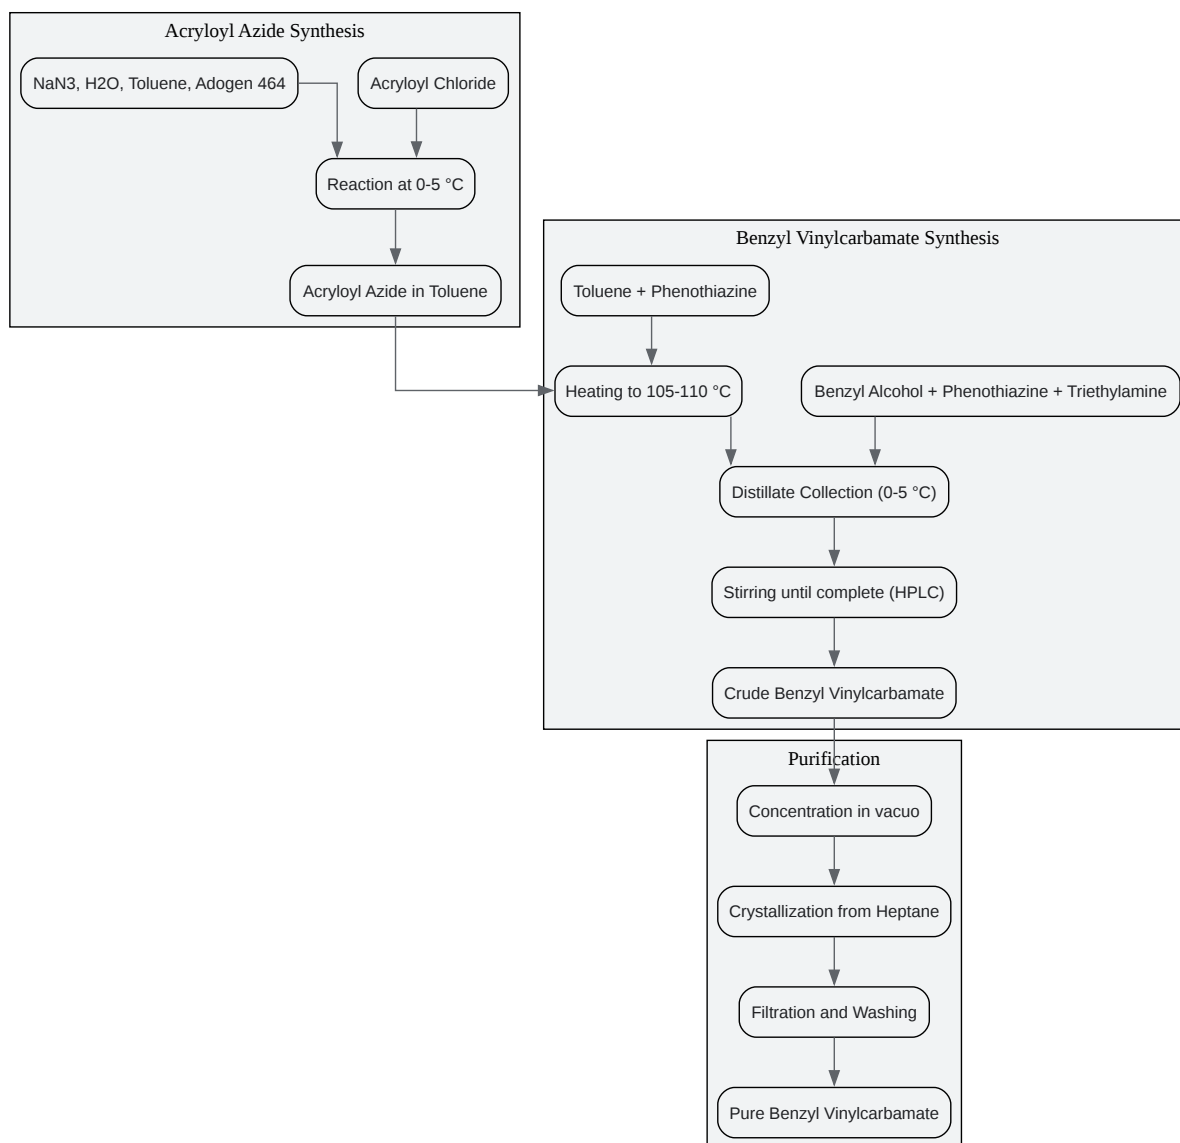 Acryloyl Azide Synthesis
NaN3, H2O, Toluene, Adogen 464
Acryloyl Chloride
Reaction at 0-5 °C
Acryloyl Azide in Toluene
Benzyl Vinylcarbamate Synthesis
Toluene + Phenothiazine
Heating to 105-110 °C
Benzyl Alcohol + Phenothiazine + Triethylamine
Distillate Collection (0-5 °C)
Stirring until complete (HPLC)
Crude Benzyl Vinylcarbamate
Purification
Concentration in vacuo
Crystallization from Heptane
Filtration and Washing
Pure Benzyl Vinylcarbamate